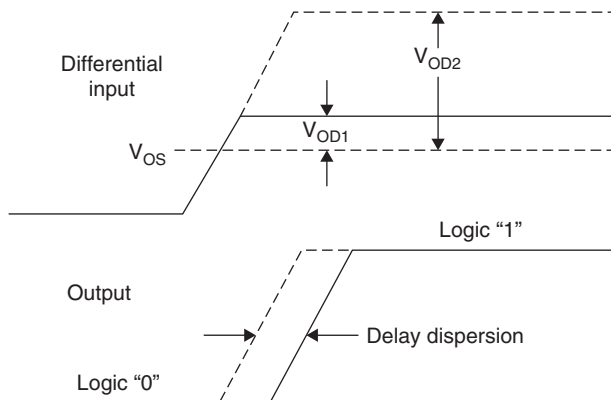 Differential
input
V_OD2
V_OD1
V_OS
Logic “1”
Output
Delay dispersion
Logic “0”